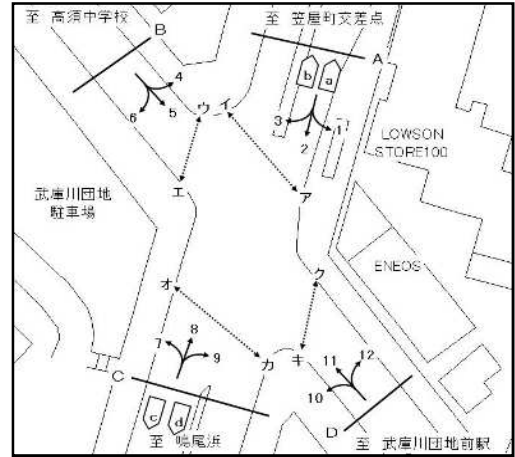 至 高須中学校
B
至 笠屋町交差点
A
b
a
4
5
6
ウ
イ
3
2
1
LOWSON
STORE100
エ
ア
武庫川団地
駐車場
ENEOS
オ
ク
7
8
9
カ
キ
11
12
10
C
c
d
D
至 鳴尾浜
至 武庫川団地前駅